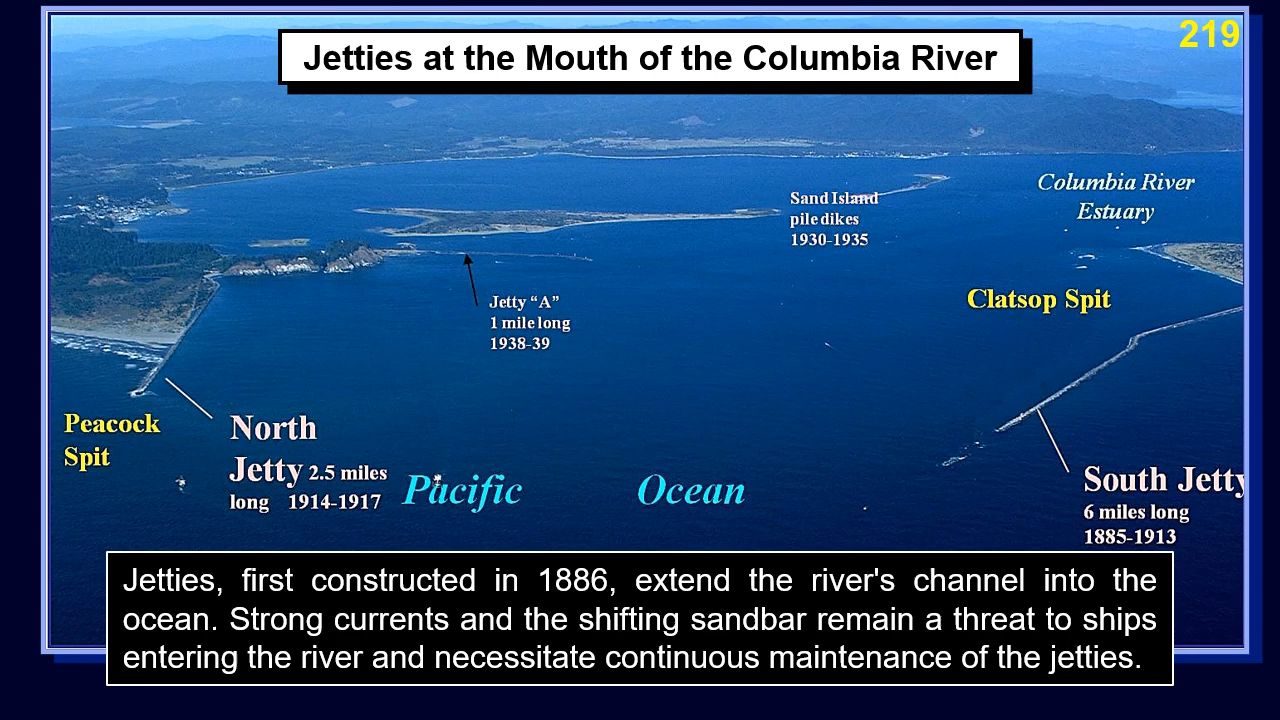 219
Jetties at the Mouth of the Columbia River
Columbia River
Estuary
Sand Island
pile dikes
1930-1935
Clatsop Spit
Jetty “A”
1 mile long
1938-39
Peacock
Spit
North
Jetty 2.5 miles
long 1914-1917
Pacific Ocean
South Jetty
6 miles long
1885-1913
Jetties, first constructed in 1886, extend the river's channel into the
ocean. Strong currents and the shifting sandbar remain a threat to ships
entering the river and necessitate continuous maintenance of the jetties.